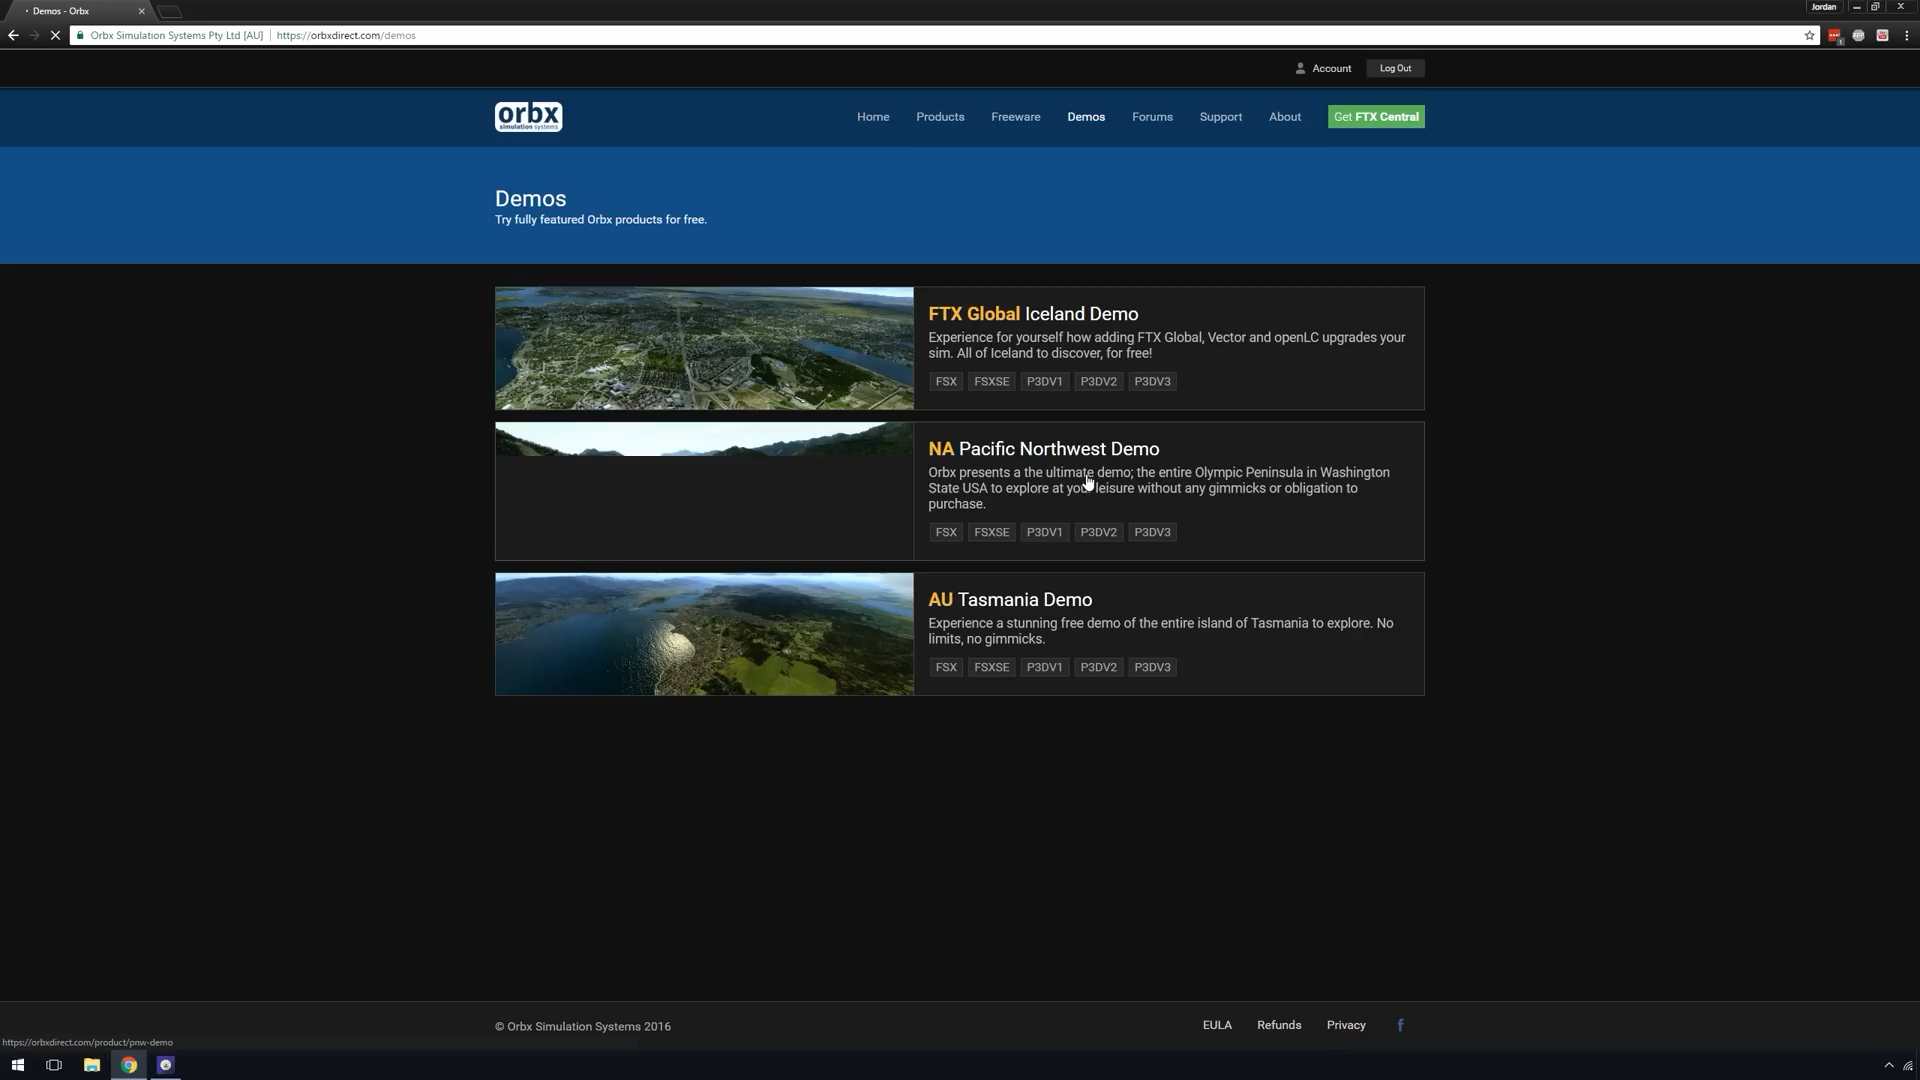 Demos - Orbx
Jordan
Orbx Simulation Systems Pty Ltd [AU] | https://orbxdirect.com/demos
Account
Log Out
orbx
simulation systems
Home
Products
Freeware
Demos
Forums
Support
About
Get FTX Central
Demos
Try fully featured Orbx products for free.
FTX Global Iceland Demo
Experience for yourself how adding FTX Global, Vector and openLC upgrades your
sim. All of Iceland to discover, for free!
FSX FSXSE P3DV1 P3DV2 P3DV3
NA Pacific Northwest Demo
Orbx presents a the ultimate demo; the entire Olympic Peninsula in Washington
State USA to explore at your leisure without any gimmicks or obligation to
purchase.
FSX FSXSE P3DV1 P3DV2 P3DV3
AU Tasmania Demo
Experience a stunning free demo of the entire island of Tasmania to explore. No
limits, no gimmicks.
FSX FSXSE P3DV1 P3DV2 P3DV3
© Orbx Simulation Systems 2016
EULA
Refunds
Privacy
https://orbxdirect.com/product/pnw-demo